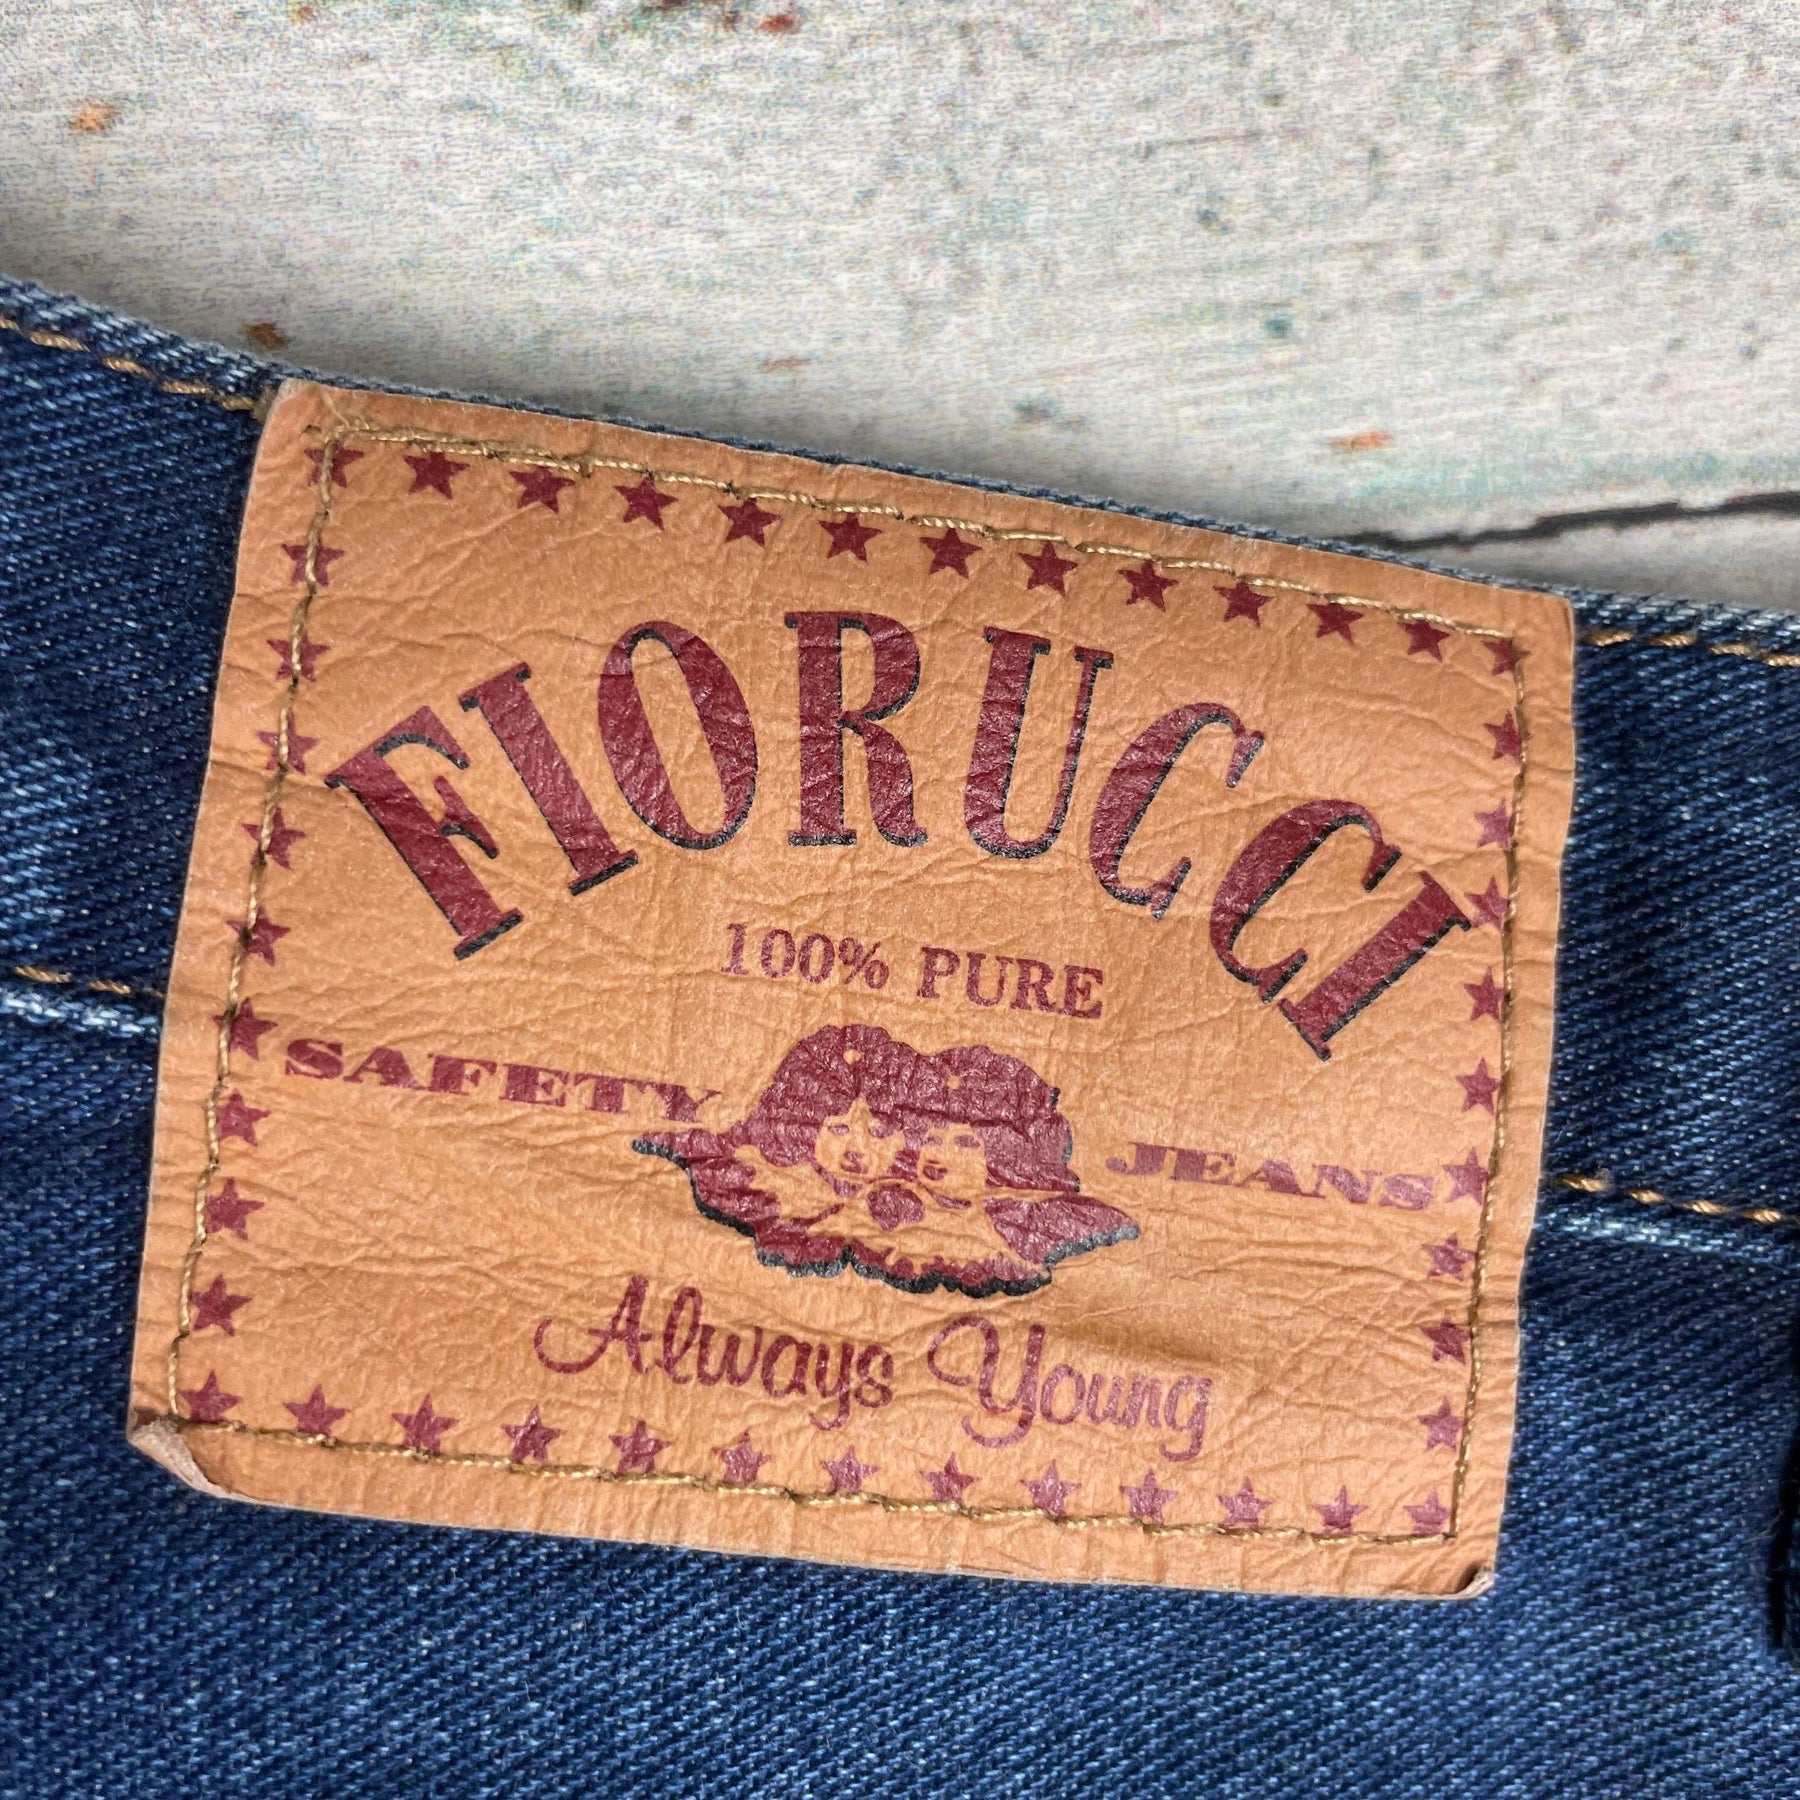 FIORUCCI
100% PURE
SAFETY JEANS
Always Young